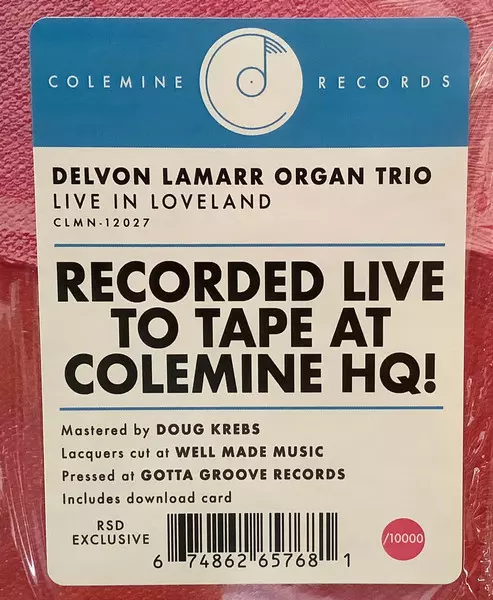 COLEMINE RECORDS
DELVON LAMARR ORGAN TRIO
LIVE IN LOVELAND
CLMN-12027
RECORDED LIVE
TO TAPE AT
COLEMINE HQ!
Mastered by DOUG KREBS
Lacquers cut at WELL MADE MUSIC
Pressed at GOTTA GROOVE RECORDS
Includes download card
RSD
EXCLUSIVE
6 74862 65768 1
/10000